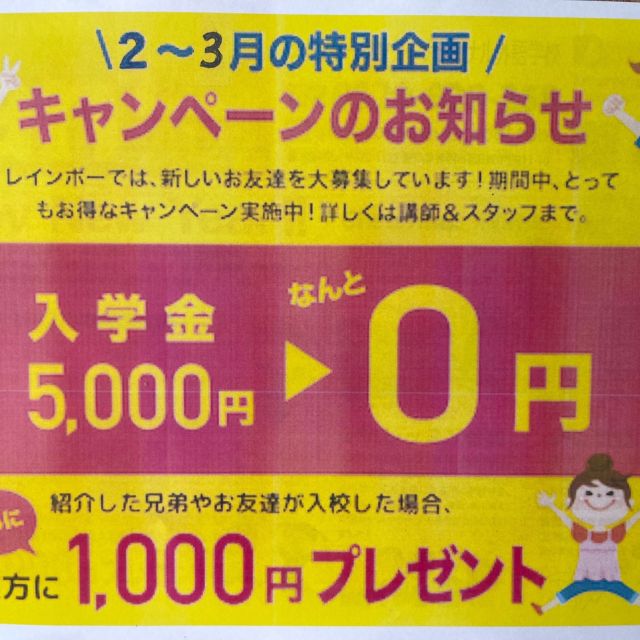 \2〜3月の特別企画/
キャンペーンのお知らせ
レインボーでは、新しいお友達を大募集しています！期間中、とって
もお得なキャンペーン実施中！詳しくは講師＆スタッフまで。
入学金
5,000円
なんと
0円
に
紹介した兄弟やお友達が入校した場合、
方に1,000円プレゼント